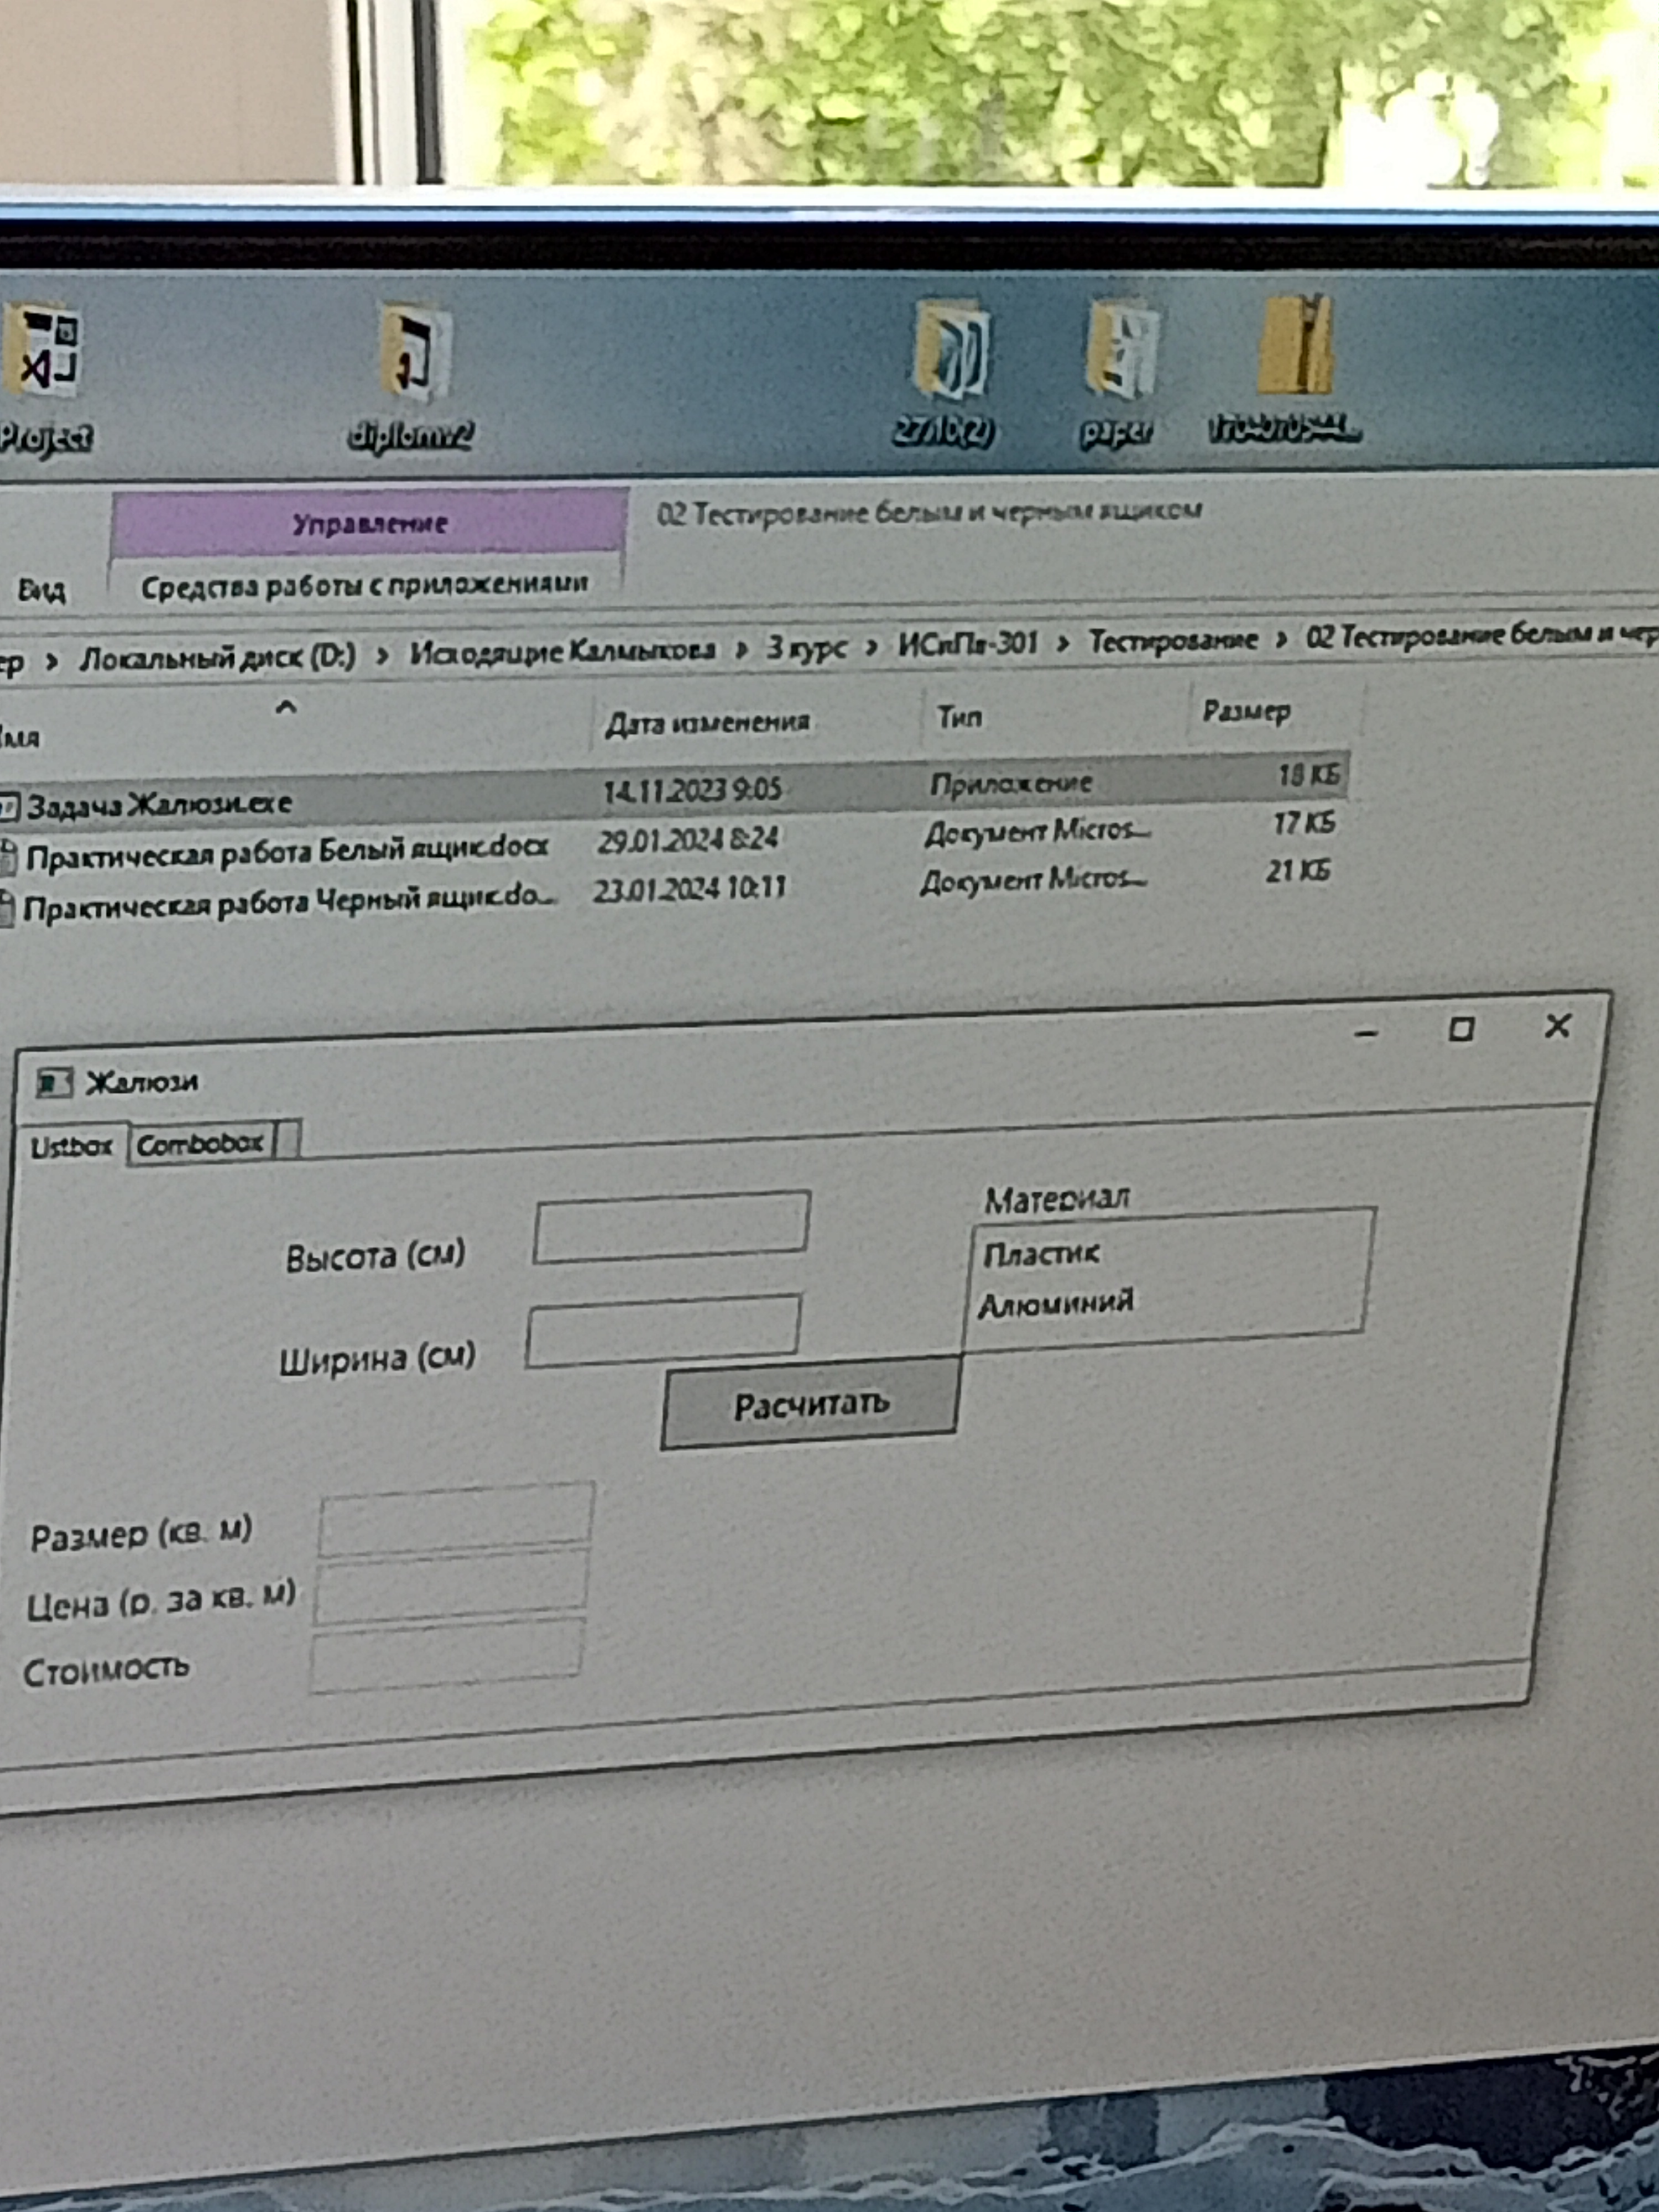 Project
diplomv2
27.10(2)
paper
Управление
02 Тестирование белым и черным ящиком
Вид
Средства работы с приложениями
ер › Локальный диск (D:) › Исходящие Калмыкова › 3 курс › ИСиПв-301 › Тестирование › 02 Тестирование белым и чер
Имя
Дата изменения
Тип
Размер
Задача Жалюзи.exe 14.11.2023 9:05 Приложение 18 КБ
Практическая работа Белый ящик.docx 29.01.2024 8:24 Документ Micros... 17 КБ
Практическая работа Черный ящик.do... 23.01.2024 10:11 Документ Micros... 21 КБ
Жалюзи
Listbox Combobox
Высота (см)
Материал
Пластик
Алюминий
Ширина (см)
Расчитать
Размер (кв. м)
Цена (р. за кв. м)
Стоимость